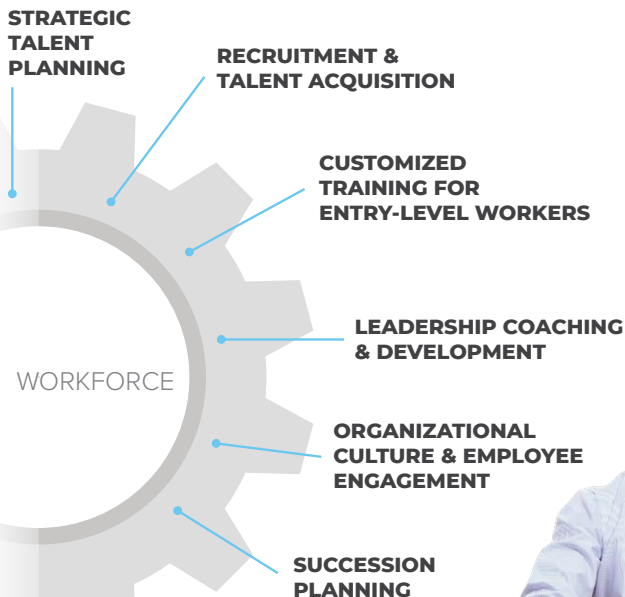 STRATEGIC
TALENT
PLANNING
RECRUITMENT &
TALENT ACQUISITION
CUSTOMIZED
TRAINING FOR
ENTRY-LEVEL WORKERS
LEADERSHIP COACHING
& DEVELOPMENT
WORKFORCE
ORGANIZATIONAL
CULTURE & EMPLOYEE
ENGAGEMENT
SUCCESSION
PLANNING